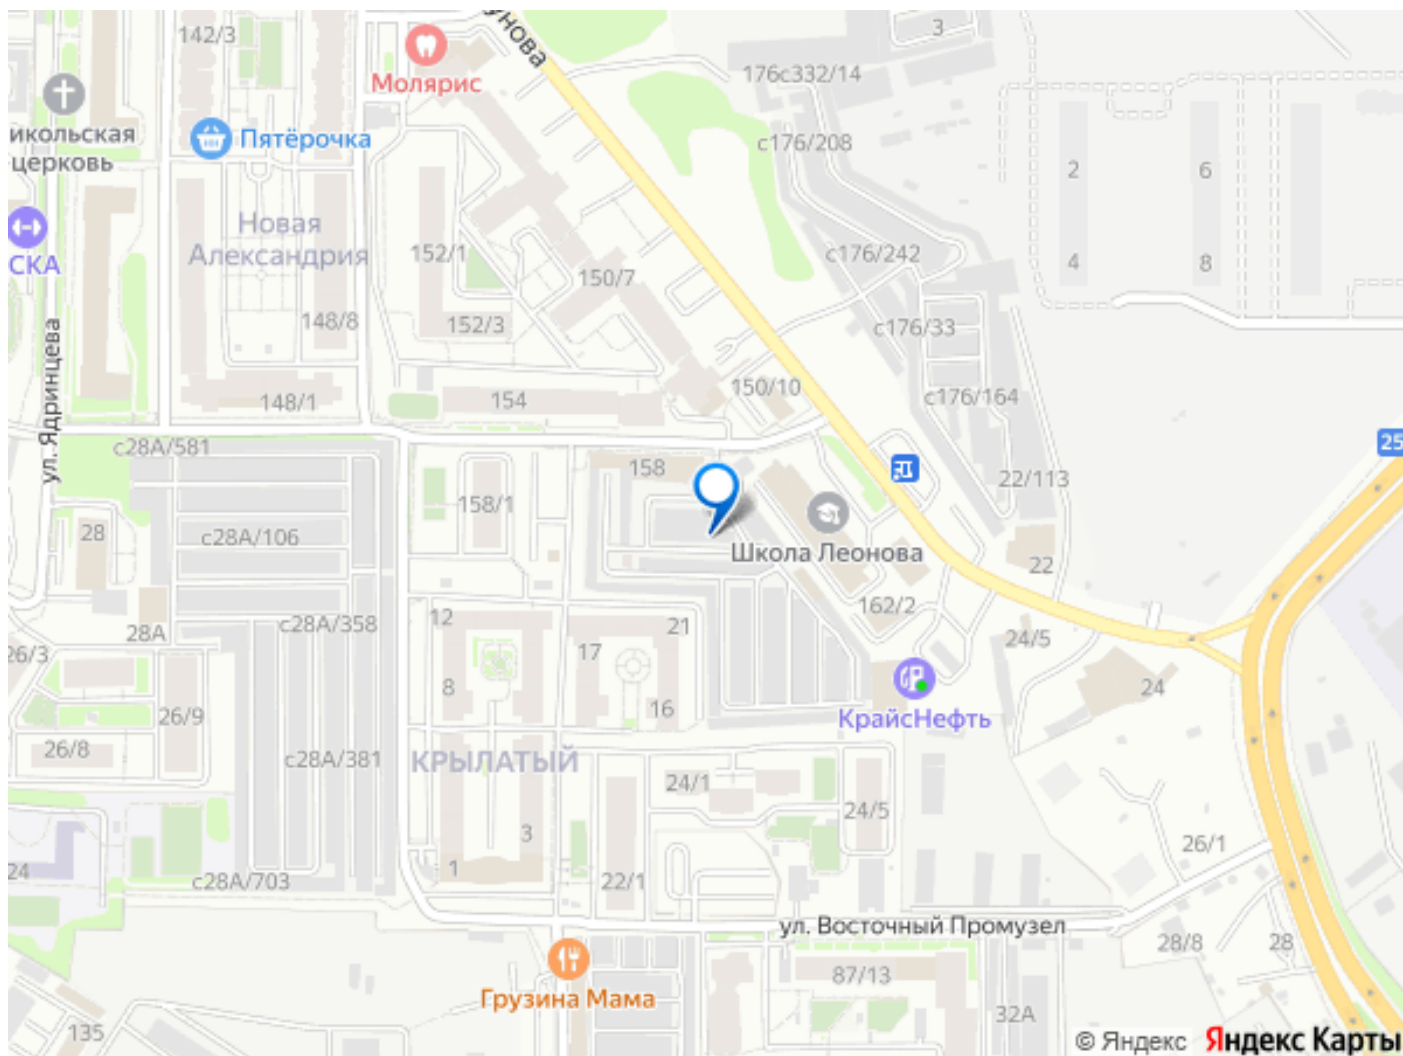 142/3
Молярис
унова
3
176с332/14
с176/208
икольская
церковь
Пятёрочка
2
6
Новая
Александрия
152/1
150/7
с176/242
4
8
СКА
148/8
152/3
с176/33
ул. Ядринцева
150/10
с176/164
148/1
154
25
с28А/581
158
22/113
158/1
28
с28А/106
Школа Леонова
22
162/2
28А
с28А/358
12
21
24/5
26/3
17
8
24
16
26/9
КрайсНефть
26/8
с28А/381
КРЫЛАТЫЙ
24/1
24/5
3
26/1
24
1
с28А/703
22/1
ул. Восточный Промузел
28/8
28
87/13
Грузина Мама
32А
135
© Яндекс
Яндекс Карты